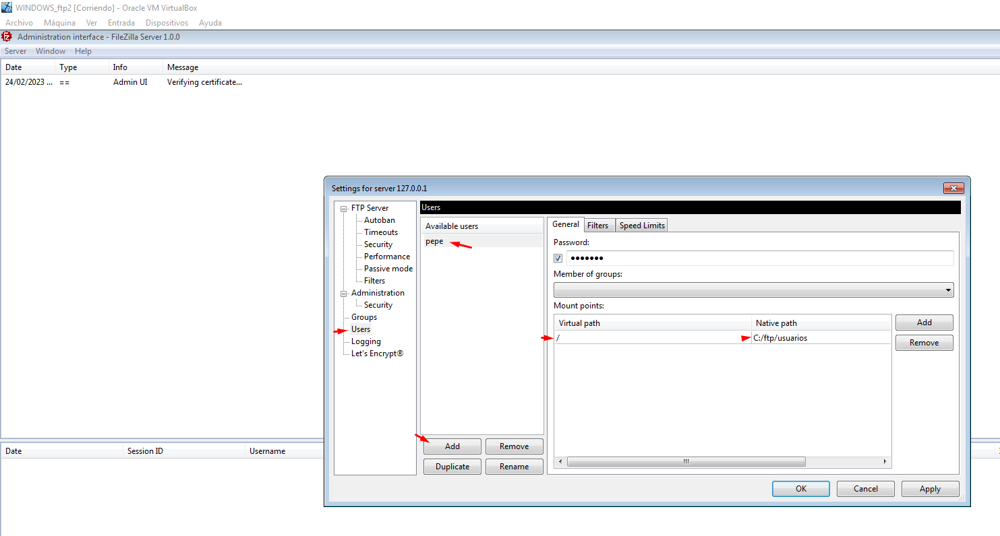 WINDOWS_ftp2 [Corriendo] - Oracle VM VirtualBox
Archivo Máquina Ver Entrada Dispositivos Ayuda
Administration interface - FileZilla Server 1.0.0
Server Window Help
Date Type Info Message
24/02/2023 ... == Admin UI Verifying certificate...
Settings for server 127.0.0.1
FTP Server
Autoban
Timeouts
Security
Performance
Passive mode
Filters
Administration
Security
Groups
Users
Logging
Let's Encrypt®
Users
Available users
pepe
Add Remove
Duplicate Rename
General Filters Speed Limits
Password:
●●●●●●●
Member of groups:
Mount points:
Virtual path Native path
/ C:/ftp/usuarios
Add
Remove
OK Cancel Apply
Date Session ID Username